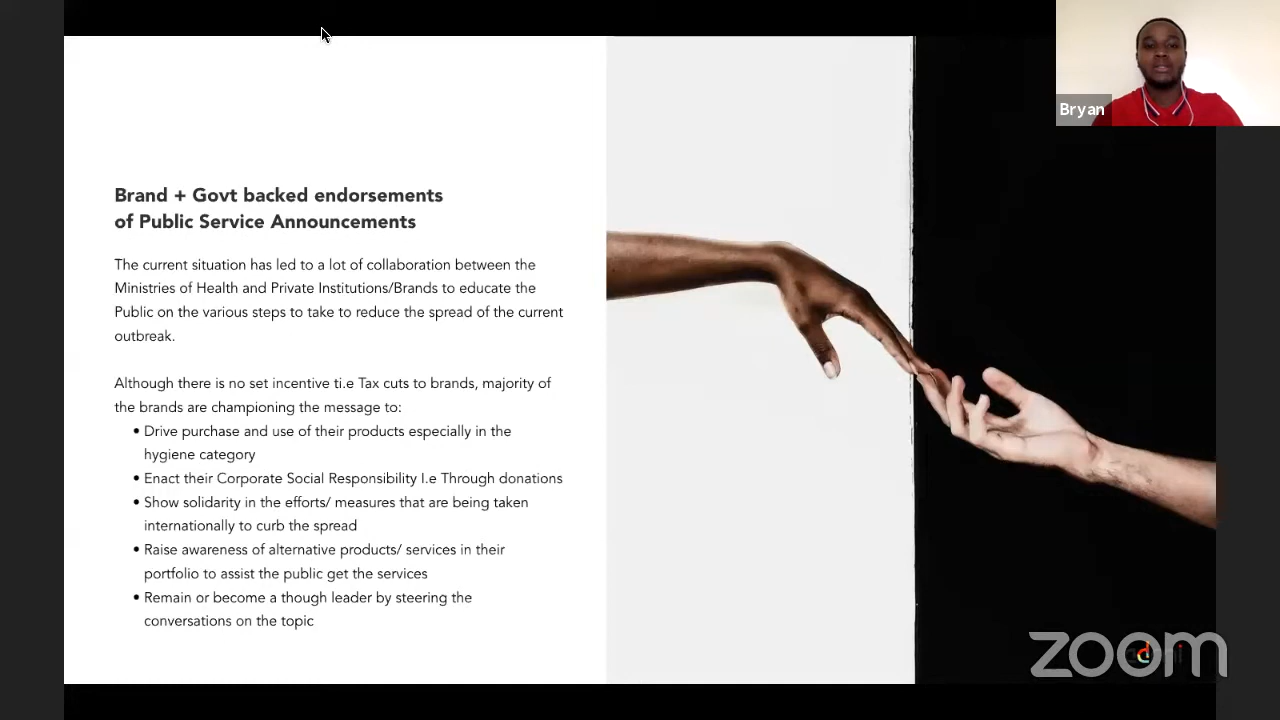 Bryan
Brand + Govt backed endorsements
of Public Service Announcements
The current situation has led to a lot of collaboration between the
Ministries of Health and Private Institutions/Brands to educate the
Public on the various steps to take to reduce the spread of the current
outbreak.
Although there is no set incentive ti.e Tax cuts to brands, majority of
the brands are championing the message to:
• Drive purchase and use of their products especially in the
hygiene category
• Enact their Corporate Social Responsibility I.e Through donations
• Show solidarity in the efforts/ measures that are being taken
internationally to curb the spread
• Raise awareness of alternative products/ services in their
portfolio to assist the public get the services
• Remain or become a though leader by steering the
conversations on the topic
zoom